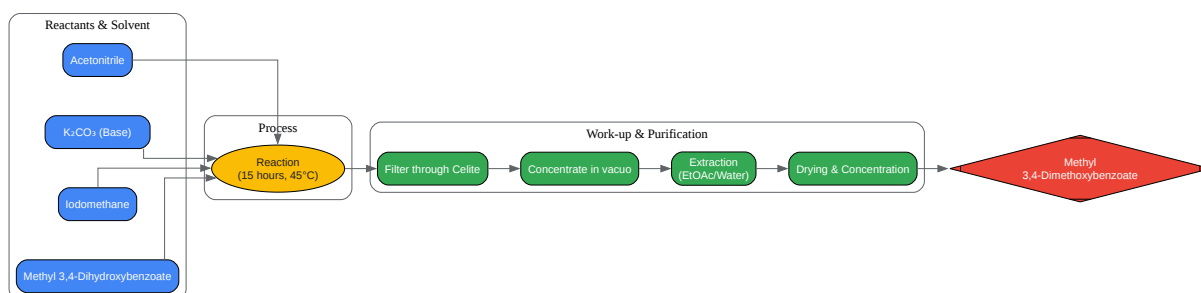 Reactants & Solvent
Acetonitrile
K₂CO₃ (Base)
Iodomethane
Methyl 3,4-Dihydroxybenzoate
Process
Reaction
(15 hours, 45°C)
Work-up & Purification
Filter through Celite
Concentrate in vacuo
Extraction
(EtOAc/Water)
Drying & Concentration
Methyl
3,4-Dimethoxybenzoate